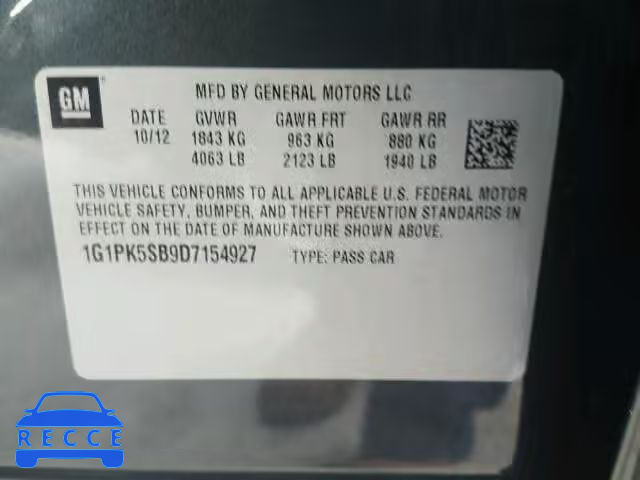 GM
MFD BY GENERAL MOTORS LLC
DATE GVWR GAWR FRT GAWR RR
10/12 1843 KG 963 KG 880 KG
4063 LB 2123 LB 1940 LB
THIS VEHICLE CONFORMS TO ALL APPLICABLE U.S. FEDERAL MOTOR
VEHICLE SAFETY, BUMPER, AND THEFT PREVENTION STANDARDS IN
EFFECT ON THE DATE OF MANUFACTURE SHOWN ABOVE.
1G1PK5SB9D7154927 TYPE: PASS CAR
RECCE